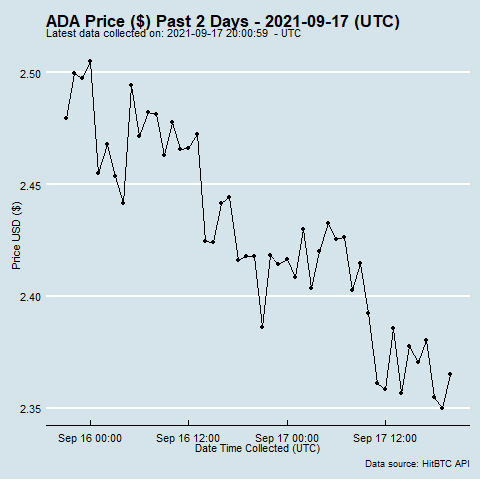 ADA Price ($) Past 2 Days - 2021-09-17 (UTC)
Latest data collected on: 2021-09-17 20:00:59  - UTC
2.50
2.45
2.40
2.35
Price USD ($)
Sep 16 00:00 Sep 16 12:00 Sep 17 00:00 Sep 17 12:00
Date Time Collected (UTC)
Data source: HitBTC API